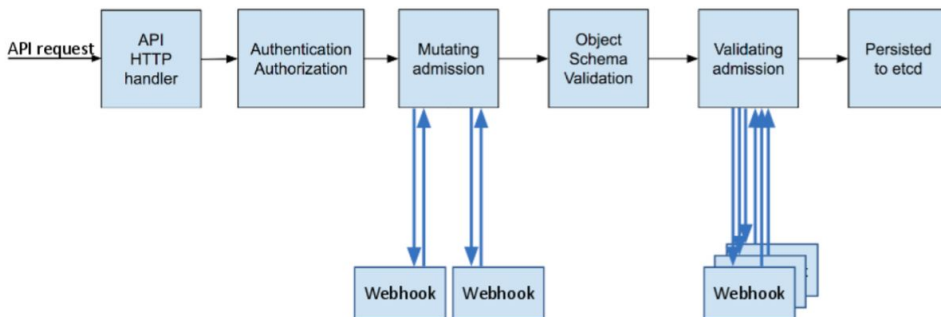 API request
API
HTTP
handler
Authentication
Authorization
Mutating
admission
Object
Schema
Validation
Validating
admission
Persisted
to etcd
Webhook
Webhook
Webhook